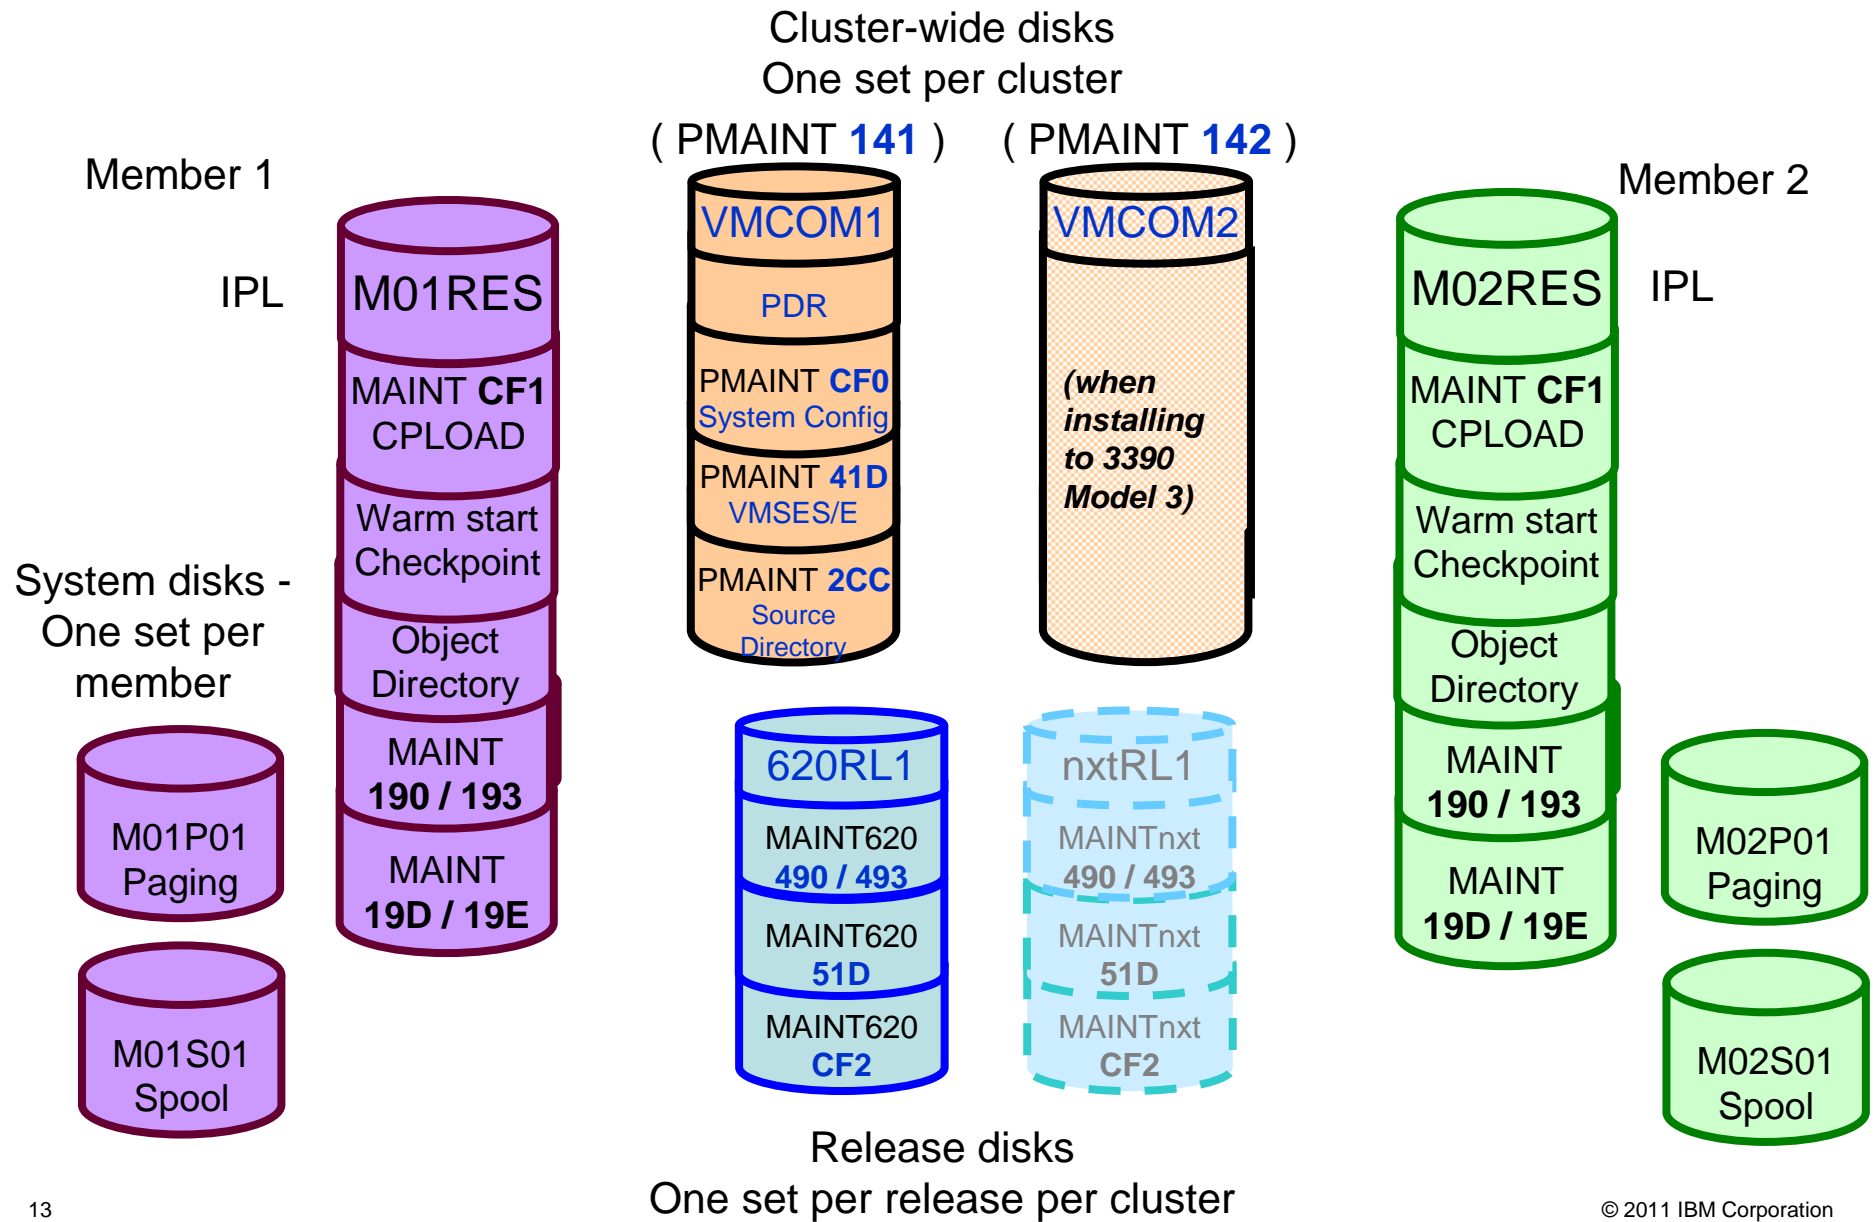 Cluster-wide disks
One set per cluster
( PMAINT 141 )
( PMAINT 142 )
Member 1
Member 2
IPL
M01RES
MAINT CF1
CPLOAD
Warm start
Checkpoint
Object
Directory
MAINT
190 / 193
MAINT
19D / 19E
System disks -
One set per
member
M01P01
Paging
M01S01
Spool
VMCOM1
PDR
PMAINT CF0
System Config
PMAINT 41D
VMSES/E
PMAINT 2CC
Source
Directory
VMCOM2
(when
installing
to 3390
Model 3)
620RL1
MAINT620
490 / 493
MAINT620
51D
MAINT620
CF2
nxtRL1
MAINTnxt
490 / 493
MAINTnxt
51D
MAINTnxt
CF2
M02RES
IPL
MAINT CF1
CPLOAD
Warm start
Checkpoint
Object
Directory
MAINT
190 / 193
MAINT
19D / 19E
M02P01
Paging
M02S01
Spool
Release disks
One set per release per cluster
13
© 2011 IBM Corporation